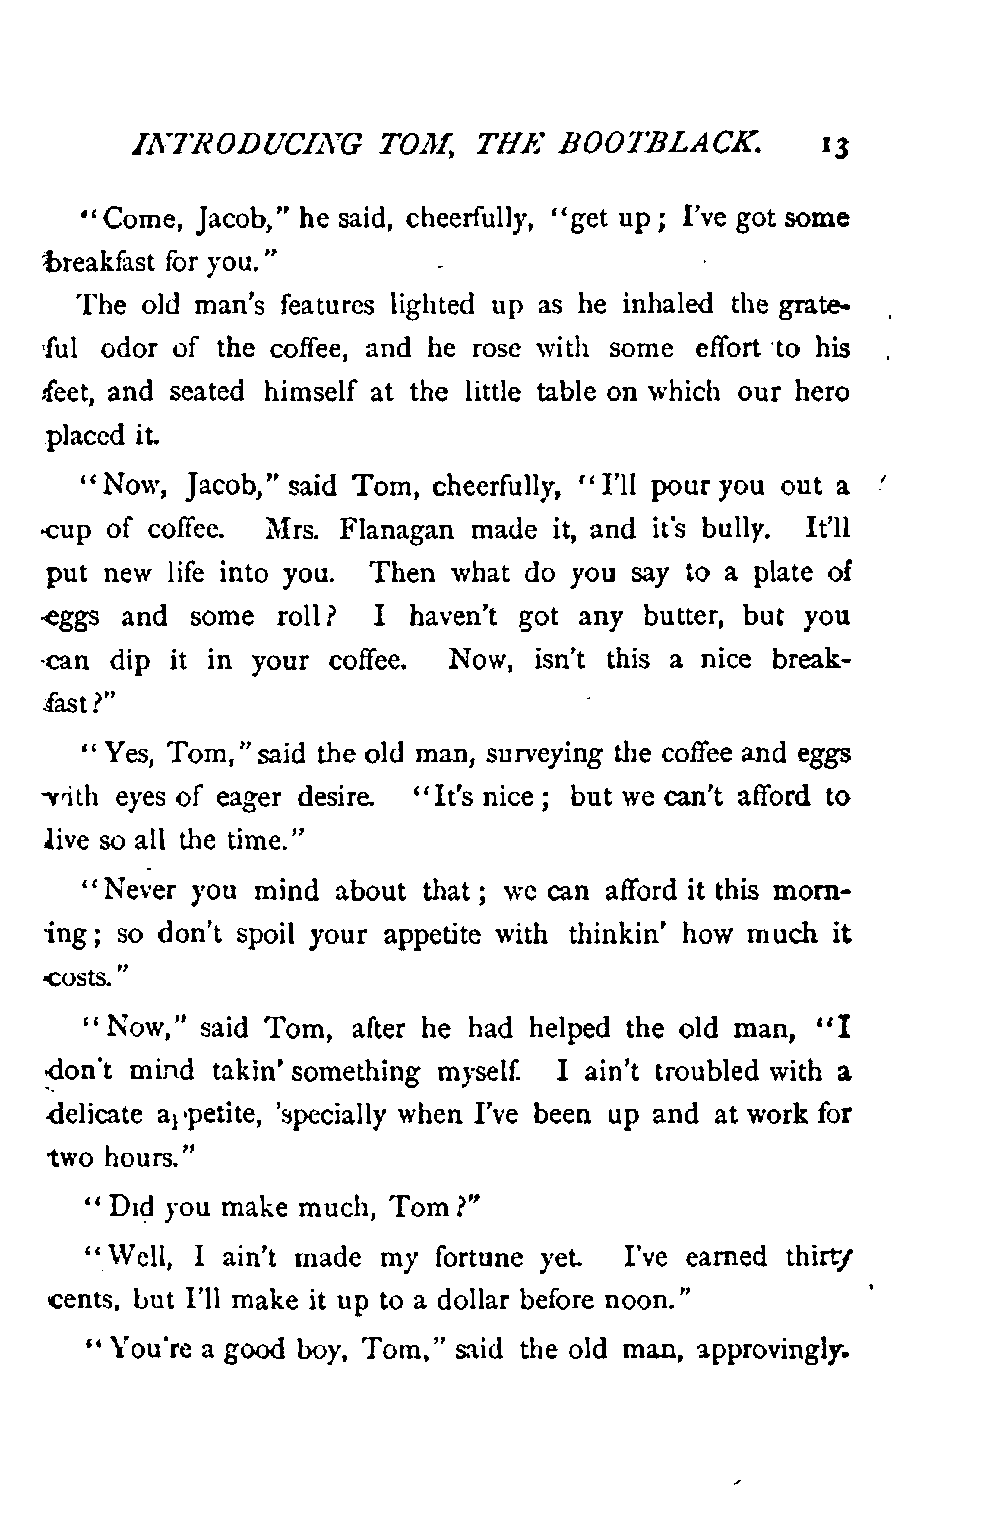 INTRODUCING TOM, THE BOOTBLACK. 13
"Come, Jacob," he said, cheerfully, "get up; I've got some
breakfast for you."
The old man's features lighted up as he inhaled the grate-
ful odor of the coffee, and he rose with some effort to his
feet, and seated himself at the little table on which our hero
placed it.
"Now, Jacob," said Tom, cheerfully, "I'll pour you out a
cup of coffee. Mrs. Flanagan made it, and it's bully. It'll
put new life into you. Then what do you say to a plate of
eggs and some roll? I haven't got any butter, but you
can dip it in your coffee. Now, isn't this a nice break-
fast?"
"Yes, Tom," said the old man, surveying the coffee and eggs
with eyes of eager desire. "It's nice; but we can't afford to
live so all the time."
"Never you mind about that; we can afford it this morn-
ing; so don't spoil your appetite with thinkin' how much it
costs."
"Now," said Tom, after he had helped the old man, "I
don't mind takin' something myself. I ain't troubled with a
delicate appetite, 'specially when I've been up and at work for
two hours."
"Did you make much, Tom?"
"Well, I ain't made my fortune yet. I've earned thirty
cents, but I'll make it up to a dollar before noon."
"You're a good boy, Tom," said the old man, approvingly.